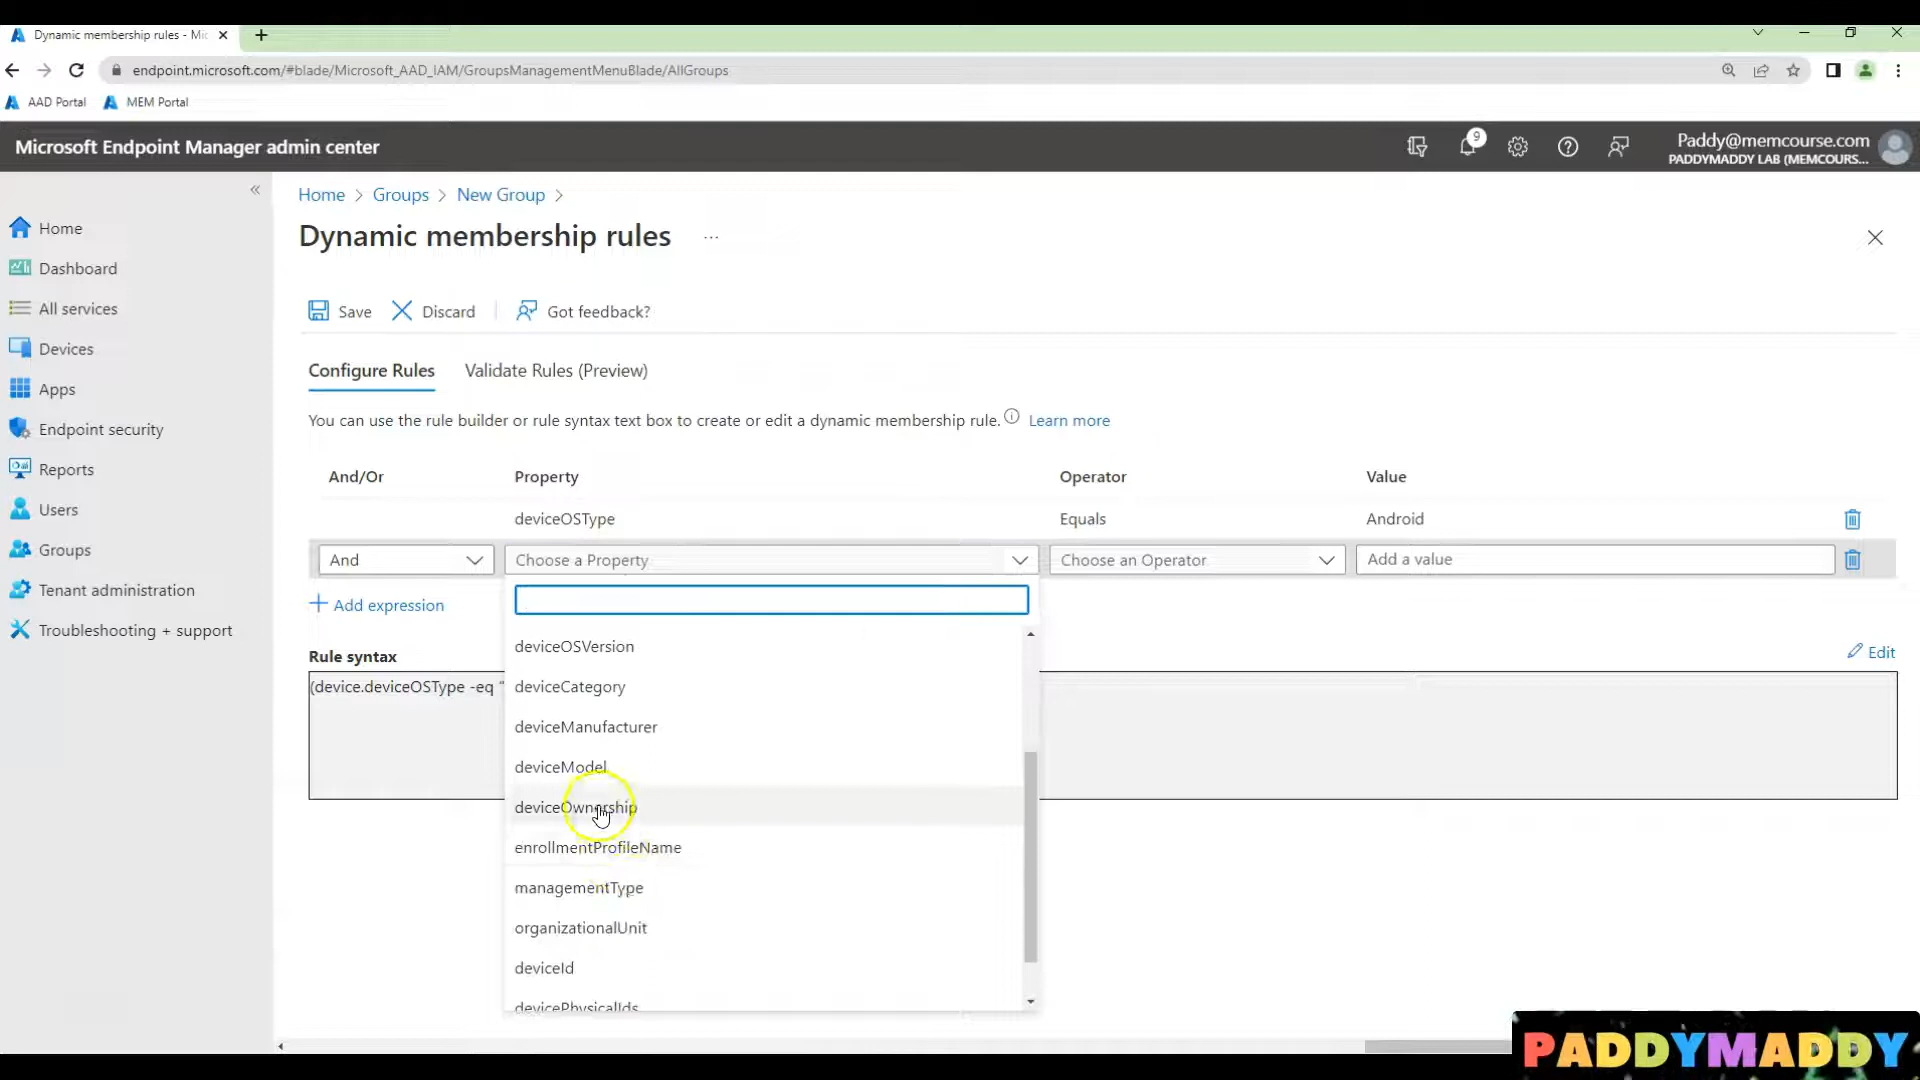 Dynamic membership rules - Mic
endpoint.microsoft.com/#blade/Microsoft_AAD_IAM/GroupsManagementMenuBlade/AllGroups
AAD Portal MEM Portal
Microsoft Endpoint Manager admin center
9
Paddy@memcourse.com
PADDYMADDY LAB (MEMCOURS...
Home
Dashboard
All services
Devices
Apps
Endpoint security
Reports
Users
Groups
Tenant administration
Troubleshooting + support
Home > Groups > New Group >
Dynamic membership rules ...
Save Discard Got feedback?
Configure Rules Validate Rules (Preview)
You can use the rule builder or rule syntax text box to create or edit a dynamic membership rule. Learn more
And/Or Property Operator Value
deviceOSType Equals Android
And Choose a Property Choose an Operator Add a value
+ Add expression
Rule syntax
Edit
(device.deviceOSType -eq "
deviceOSVersion
deviceCategory
deviceManufacturer
deviceModel
deviceOwnership
enrollmentProfileName
managementType
organizationalUnit
deviceId
devicePhysicalIds
PADDYMADDY